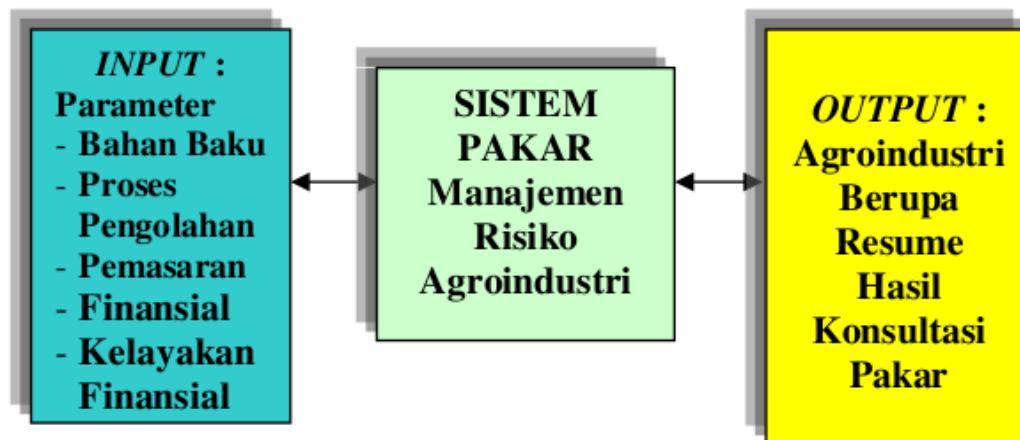 INPUT :
Parameter
- Bahan Baku
- Proses
Pengolahan
- Pemasaran
- Finansial
- Kelayakan
Finansial
SISTEM
PAKAR
Manajemen
Risiko
Agroindustri
OUTPUT :
Agroindustri
Berupa
Resume
Hasil
Konsultasi
Pakar